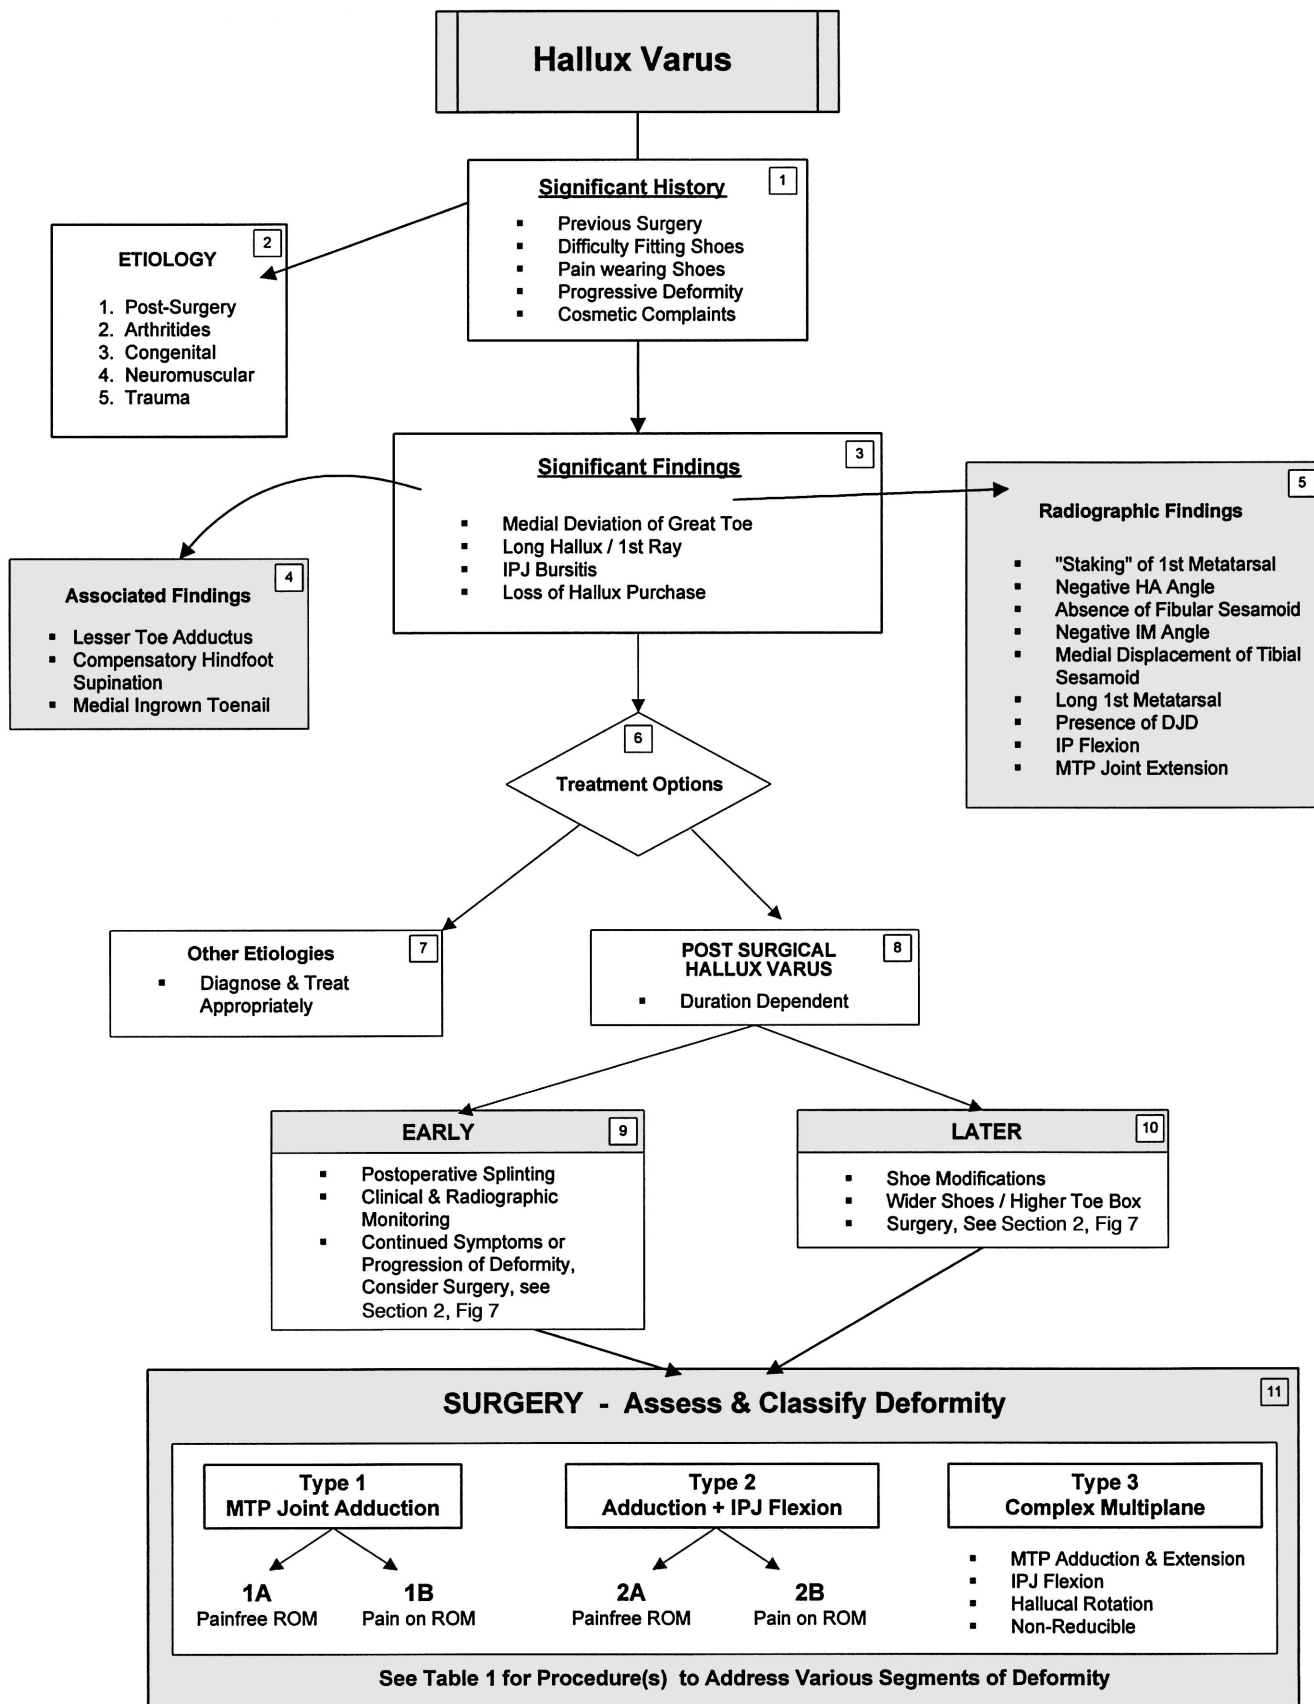 Hallux Varus
1
Significant History
▪ Previous Surgery
▪ Difficulty Fitting Shoes
▪ Pain wearing Shoes
▪ Progressive Deformity
▪ Cosmetic Complaints
2
ETIOLOGY
1. Post-Surgery
2. Arthritides
3. Congenital
4. Neuromuscular
5. Trauma
3
Significant Findings
▪ Medial Deviation of Great Toe
▪ Long Hallux / 1st Ray
▪ IPJ Bursitis
▪ Loss of Hallux Purchase
4
Associated Findings
▪ Lesser Toe Adductus
▪ Compensatory Hindfoot
Supination
▪ Medial Ingrown Toenail
5
Radiographic Findings
▪ "Staking" of 1st Metatarsal
▪ Negative HA Angle
▪ Absence of Fibular Sesamoid
▪ Negative IM Angle
▪ Medial Displacement of Tibial
Sesamoid
▪ Long 1st Metatarsal
▪ Presence of DJD
▪ IP Flexion
▪ MTP Joint Extension
6
Treatment Options
7
Other Etiologies
▪ Diagnose & Treat
Appropriately
8
POST SURGICAL
HALLUX VARUS
▪ Duration Dependent
EARLY 9
▪ Postoperative Splinting
▪ Clinical & Radiographic
Monitoring
▪ Continued Symptoms or
Progression of Deformity,
Consider Surgery, see
Section 2, Fig 7
LATER 10
▪ Shoe Modifications
▪ Wider Shoes / Higher Toe Box
▪ Surgery, See Section 2, Fig 7
11
SURGERY - Assess & Classify Deformity
Type 1
MTP Joint Adduction
1A
Painfree ROM
1B
Pain on ROM
Type 2
Adduction + IPJ Flexion
2A
Painfree ROM
2B
Pain on ROM
Type 3
Complex Multiplane
▪ MTP Adduction & Extension
▪ IPJ Flexion
▪ Hallucal Rotation
▪ Non-Reducible
See Table 1 for Procedure(s) to Address Various Segments of Deformity